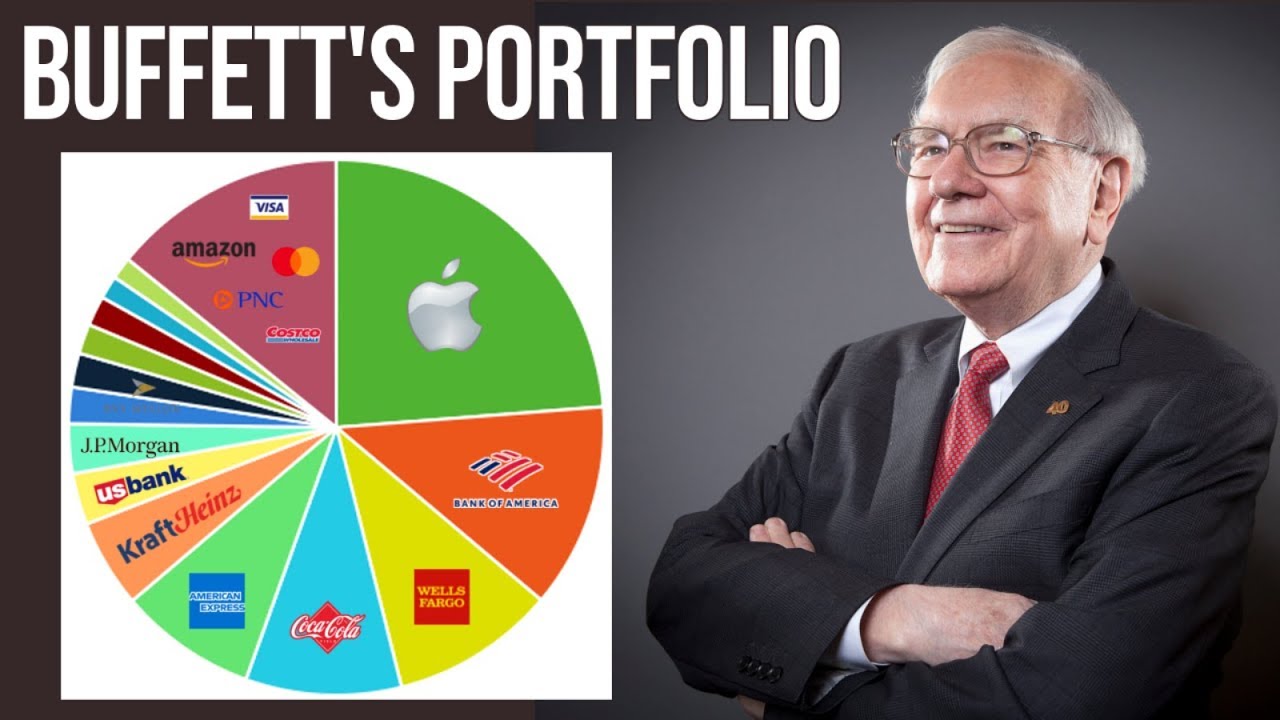 BUFFETT'S PORTFOLIO
VISA
amazon
PNC
COSTCO
WHOLESALE
J.P.Morgan
usbank
KraftHeinz
BANK OF AMERICA
AMERICAN
EXPRESS
Coca-Cola
WELLS
FARGO
40